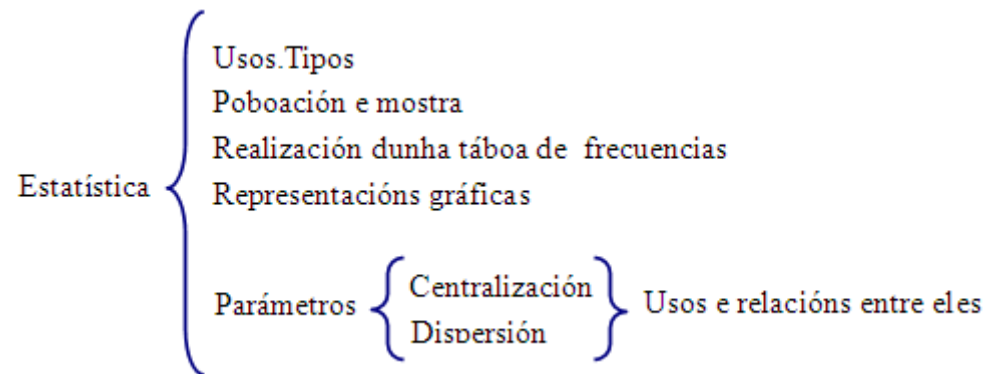 Usos.Tipos
Poboación e mostra
Realización dunha táboa de frecuencias
Estatística
Representacións gráficas
Parámetros
Centralización
Dispersión
Usos e relacións entre eles